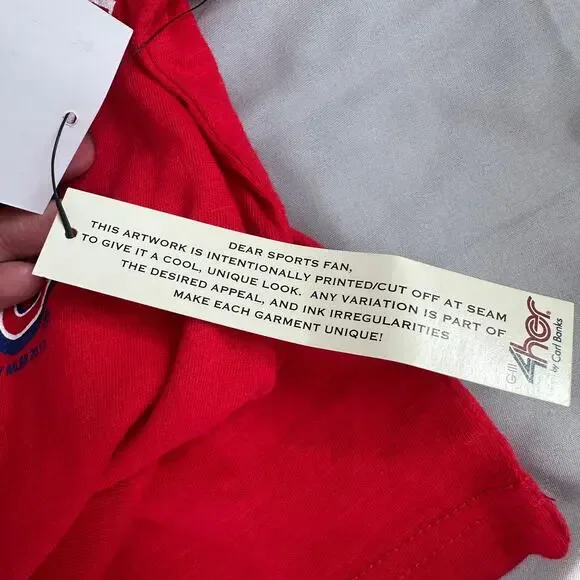 DEAR SPORTS FAN,
THIS ARTWORK IS INTENTIONALLY PRINTED/CUT OFF AT SEAM
TO GIVE IT A COOL, UNIQUE LOOK. ANY VARIATION IS PART OF
THE DESIRED APPEAL, AND INK IRREGULARITIES
MAKE EACH GARMENT UNIQUE!
G-III
4her
by Carl Banks
MLB